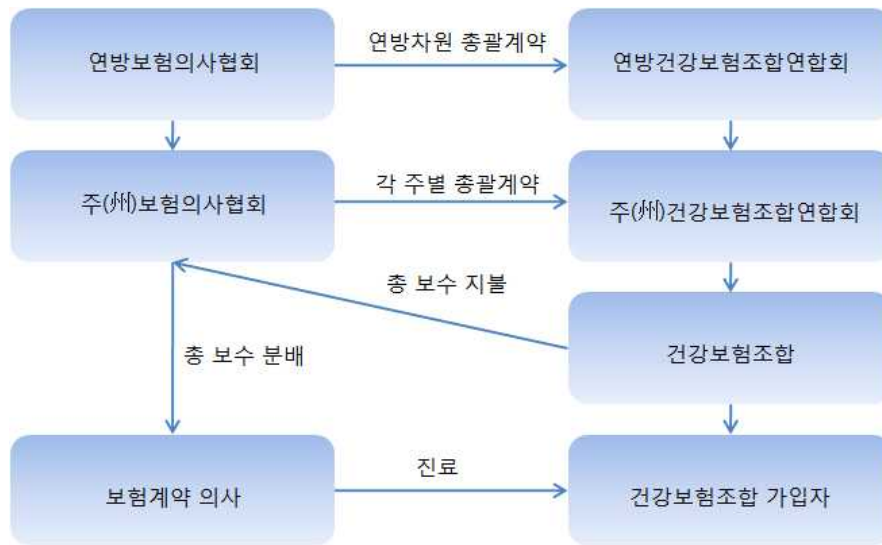 연방보험의사협회
연방차원 총괄계약
연방건강보험조합연합회
주(州)보험의사협회
각 주별 총괄계약
주(州)건강보험조합연합회
총 보수 지불
건강보험조합
총 보수 분배
보험계약 의사
진료
건강보험조합 가입자